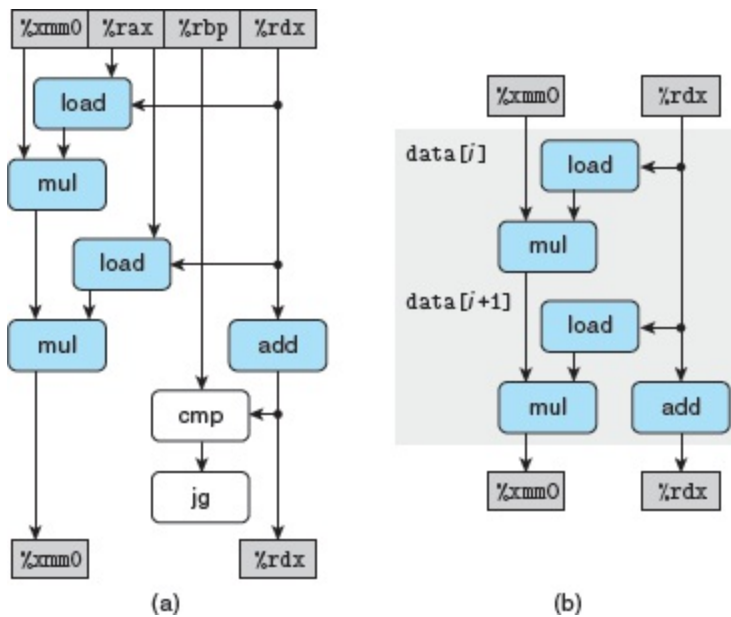 %xmm0 %rax %rbp %rdx
load
mul
load
mul add
cmp
jg
%xmm0 %rdx
(a)
%xmm0 %rdx
data[i] load
mul
data[i+1] load
mul add
%xmm0 %rdx
(b)